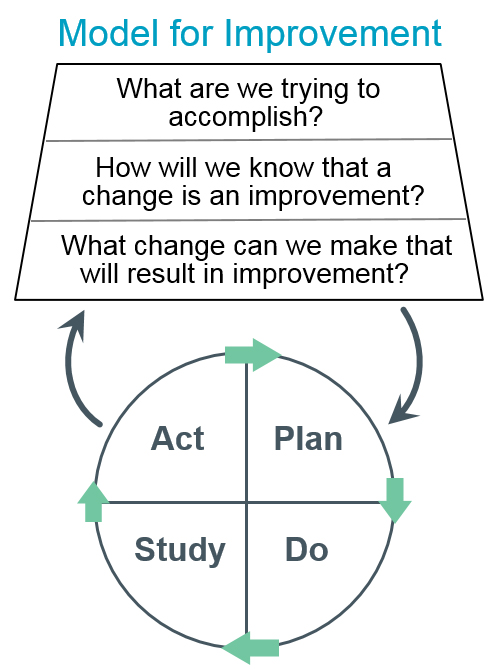 Model for Improvement
What are we trying to
accomplish?
How will we know that a
change is an improvement?
What change can we make that
will result in improvement?
Act
Plan
Study
Do